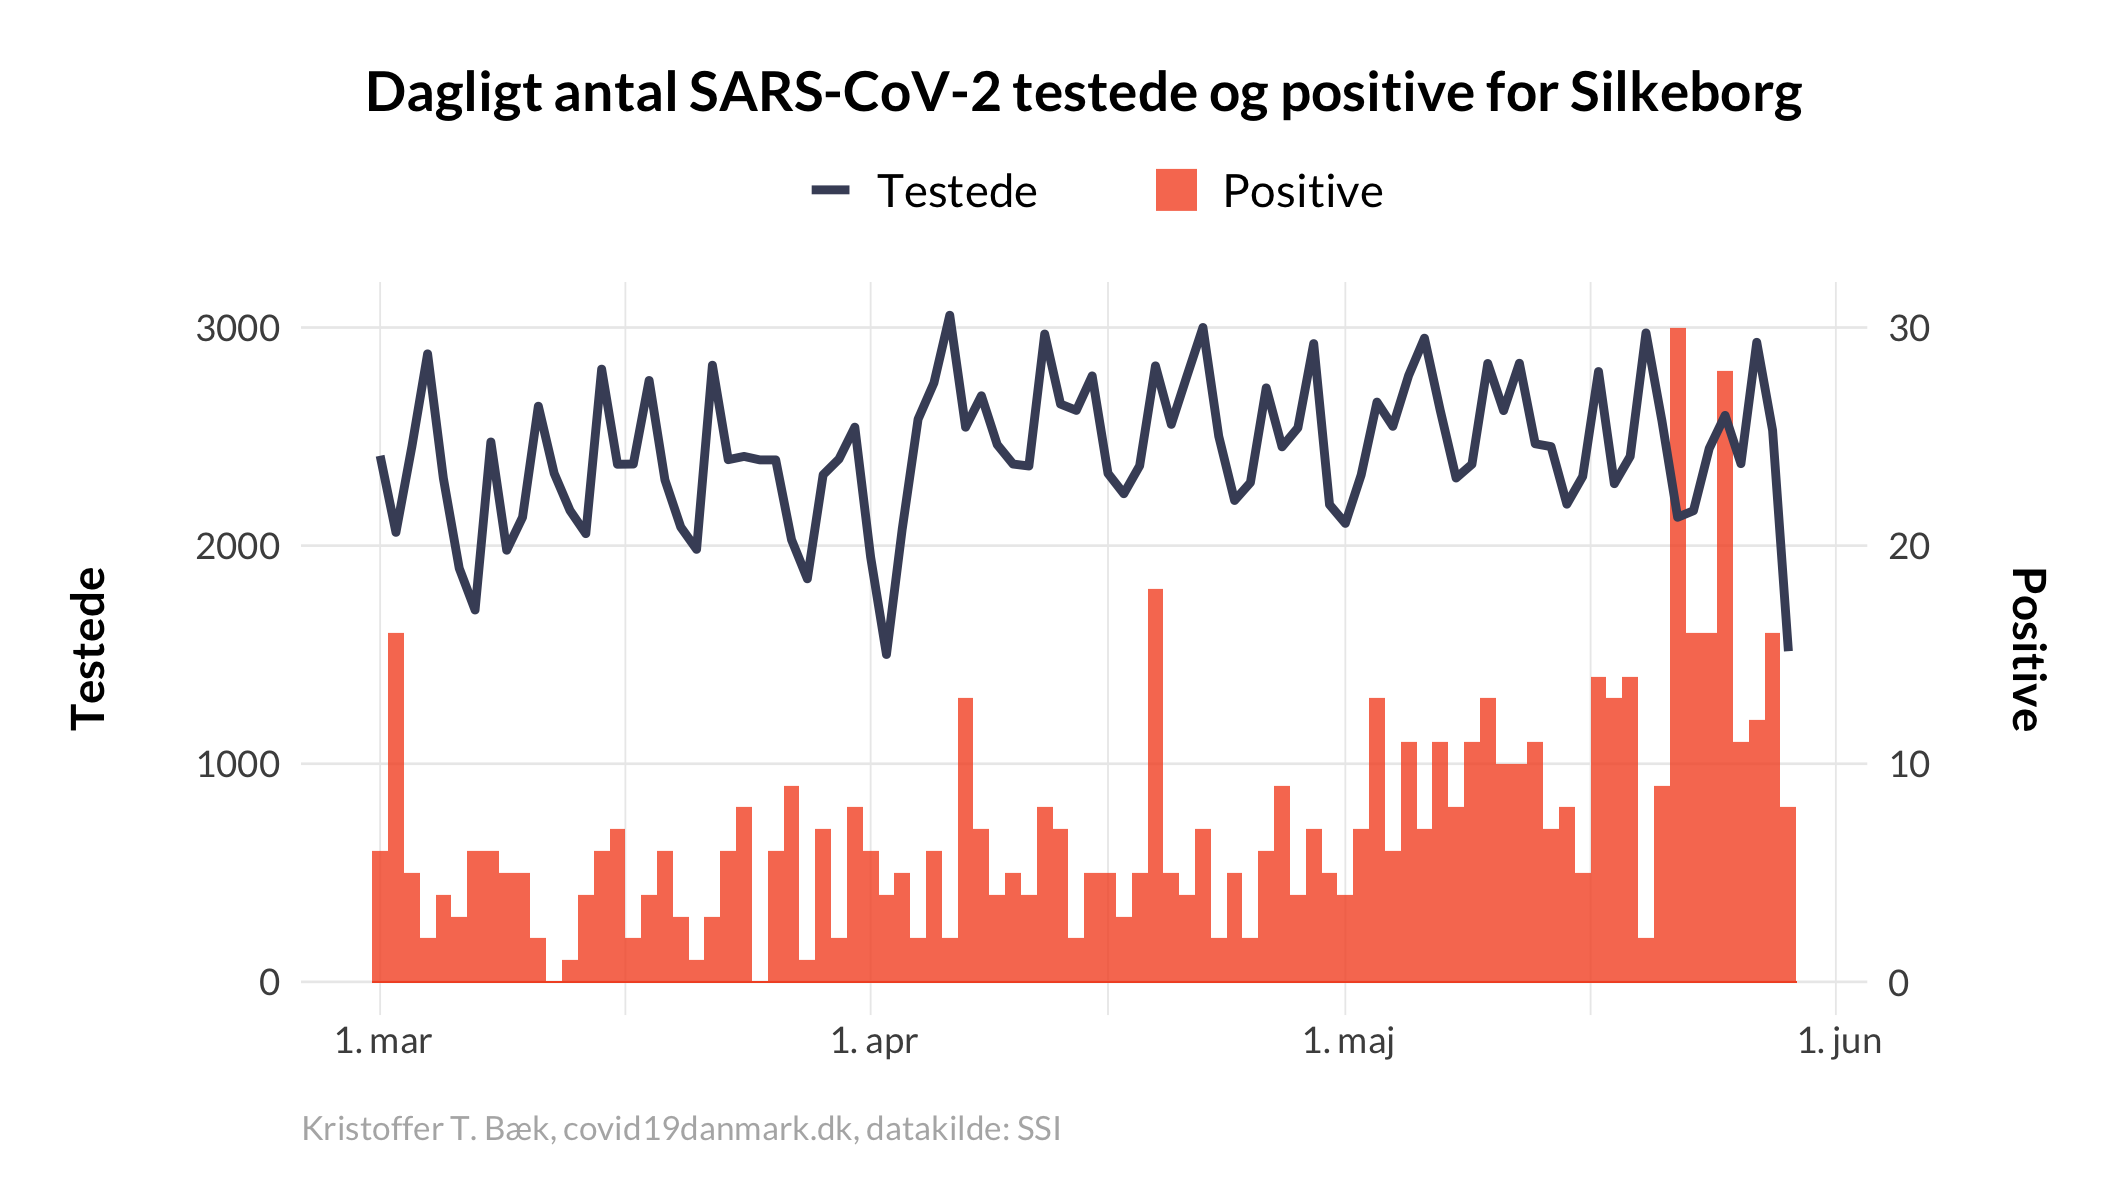 Dagligt antal SARS-CoV-2 testede og positive for Silkeborg
Testede
Positive
3000
2000
1000
0
Testede
30
20
10
0
Positive
1. mar
1. apr
1. maj
1. jun
Kristoffer T. Bæk, covid19danmark.dk, datakilde: SSI